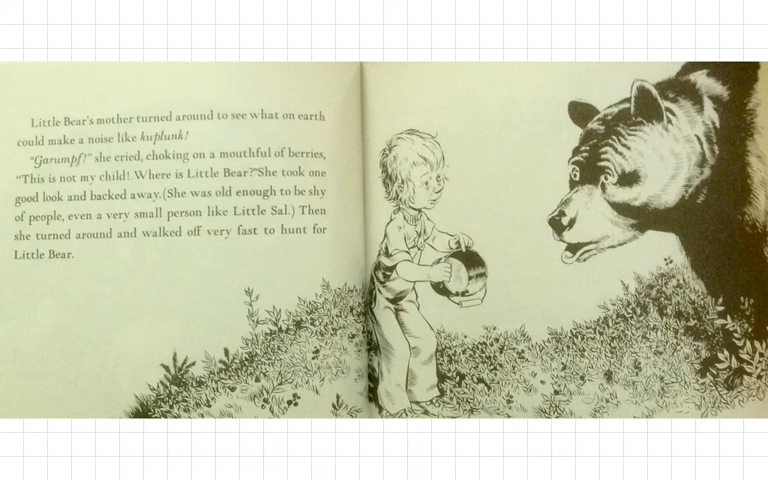 Little Bear's mother turned around to see what on earth
could make a noise like kuplunk!
"Garumpf!" she cried, choking on a mouthful of berries,
"This is not my child! Where is Little Bear?"She took one
good look and backed away.(She was old enough to be shy
of people, even a very small person like Little Sal.) Then
she turned around and walked off very fast to hunt for
Little Bear.